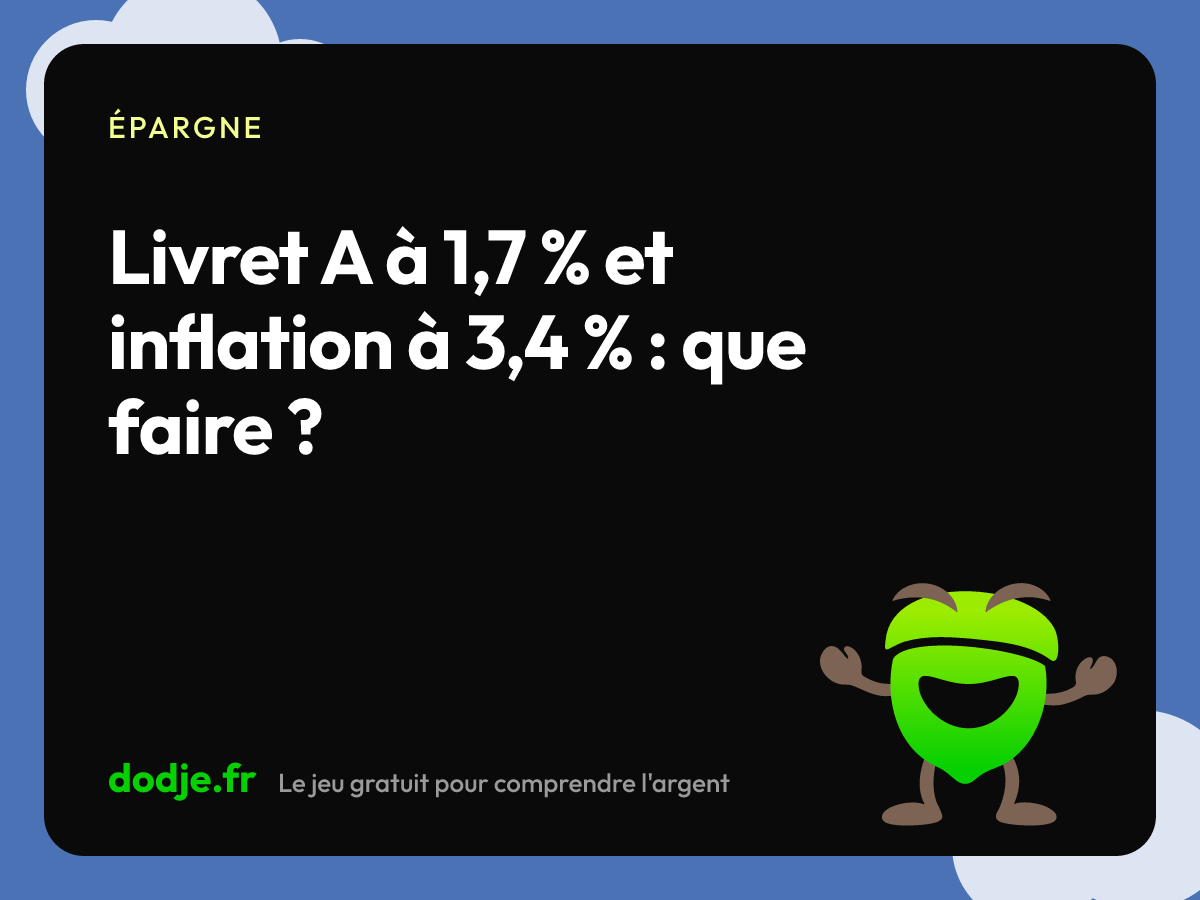 ÉPARGNE
Livret A à 1,7 % et
inflation à 3,4 % : que
faire ?
dodje.fr Le jeu gratuit pour comprendre l'argent